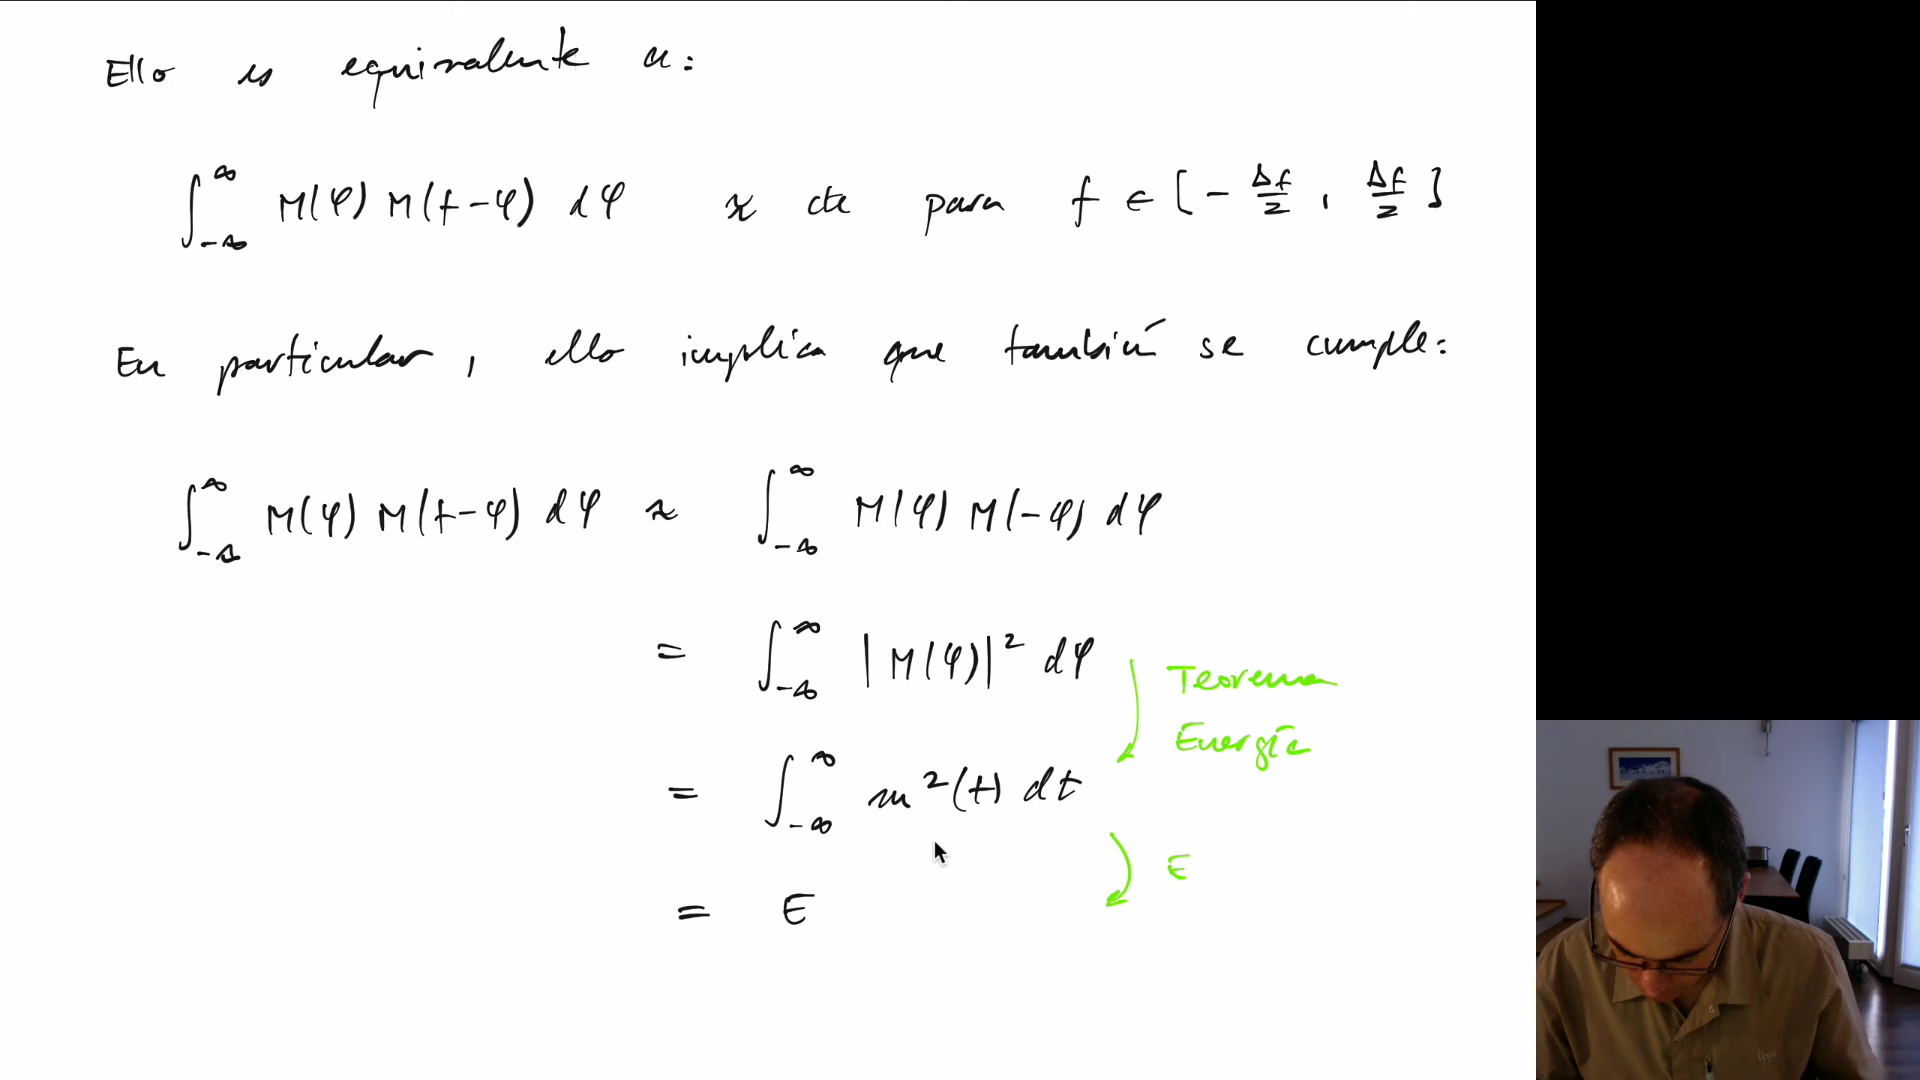 Ello es equivalente a:
∫_{-∞}^{∞} M(φ) M(f-φ) dφ ≈ cte para f ∈ [-Δf/2, Δf/2]
En particular, ello implica que también se cumple:
∫_{-∞}^{∞} M(φ) M(f-φ) dφ ≈ ∫_{-∞}^{∞} M(φ) M(-φ) dφ
= ∫_{-∞}^{∞} |M(φ)|² dφ
Teorema
Energía
= ∫_{-∞}^{∞} m²(t) dt
E
= E